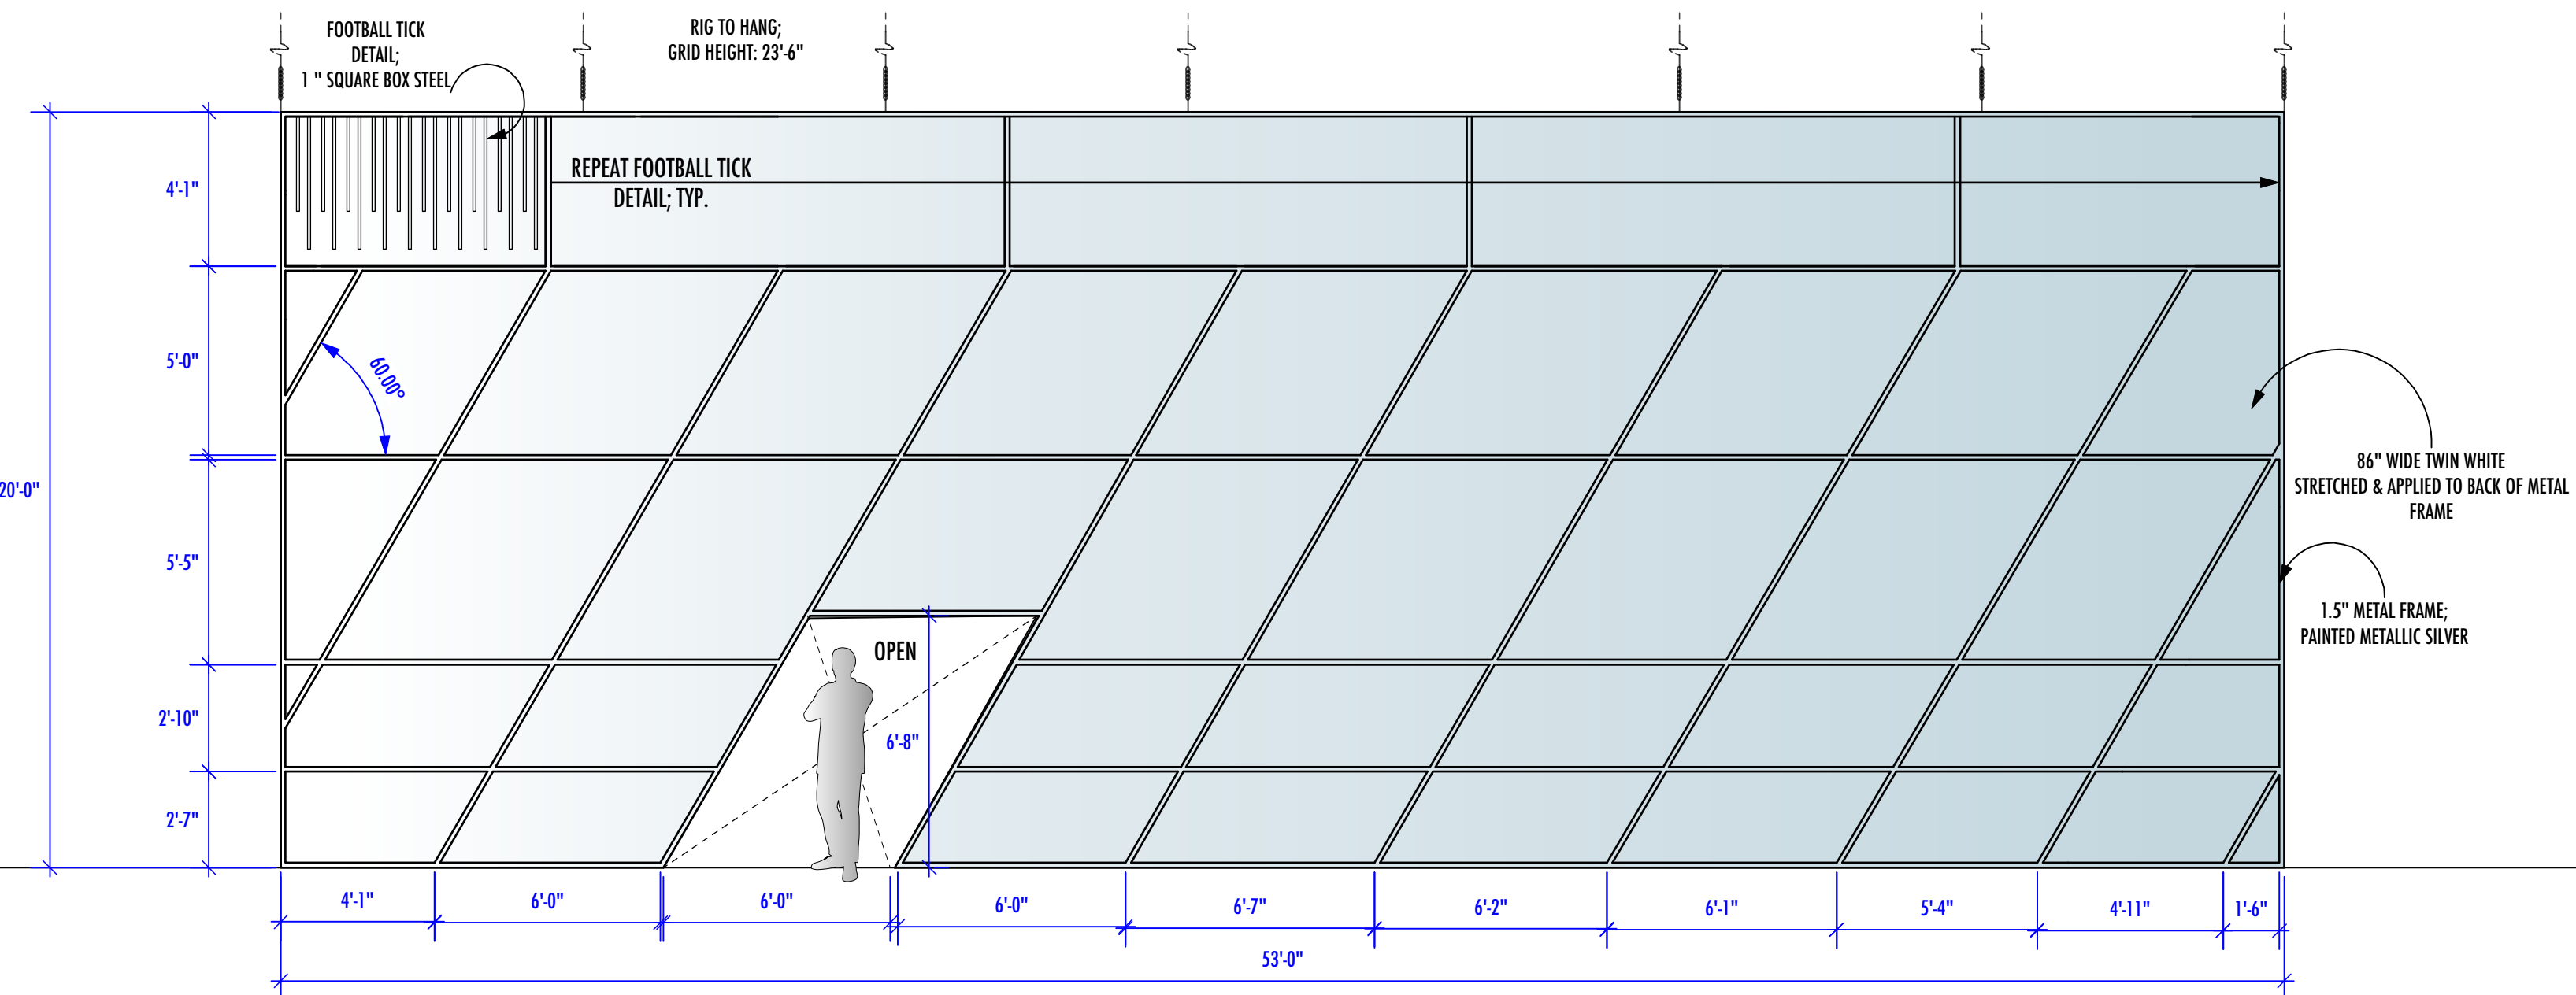 FOOTBALL TICK
DETAIL;
1 " SQUARE BOX STEEL
RIG TO HANG;
GRID HEIGHT: 23'-6"
REPEAT FOOTBALL TICK
DETAIL; TYP.
4'-1"
5'-0"
60.00°
20'-0"
5'-5"
2'-10"
2'-7"
OPEN
6'-8"
86" WIDE TWIN WHITE
STRETCHED & APPLIED TO BACK OF METAL
FRAME
1.5" METAL FRAME;
PAINTED METALLIC SILVER
4'-1"
6'-0"
6'-0"
6'-0"
6'-7"
6'-2"
6'-1"
5'-4"
4'-11"
1'-6"
53'-0"